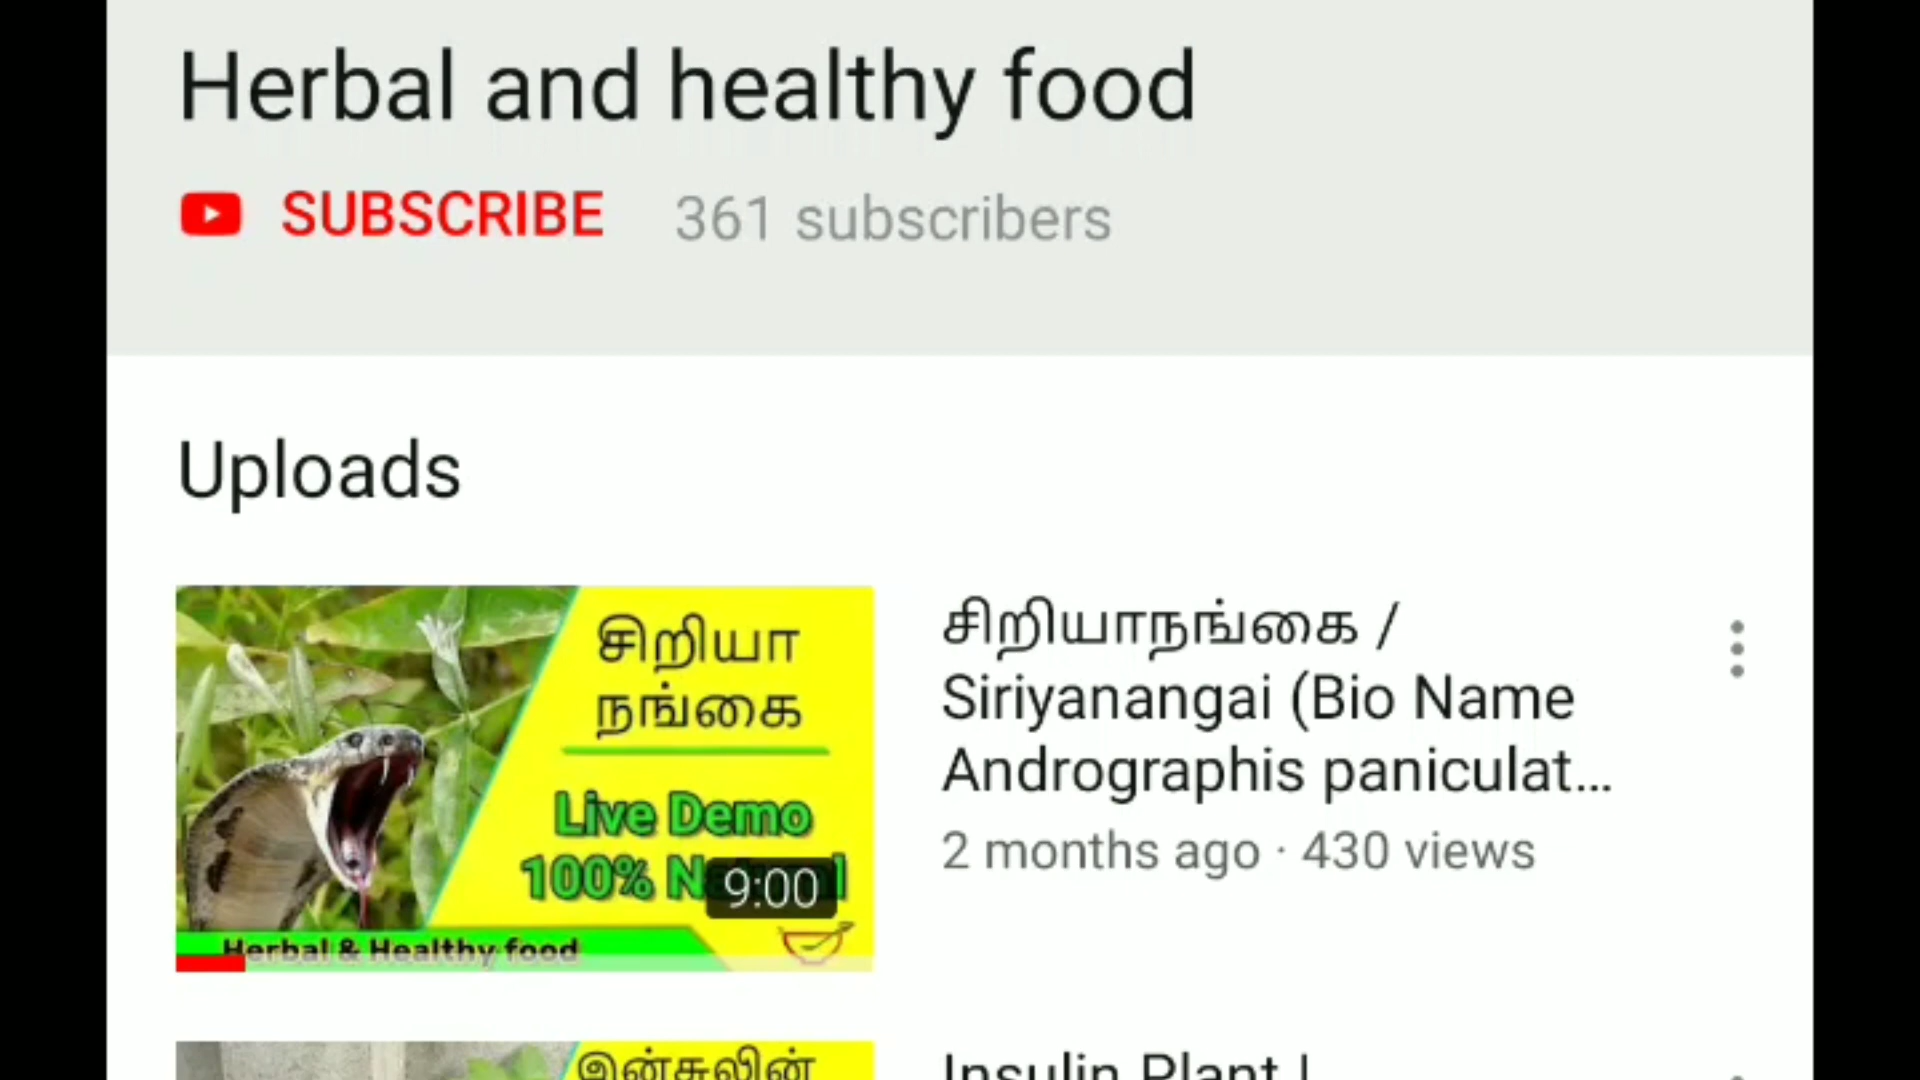 Herbal and healthy food
SUBSCRIBE 361 subscribers
Uploads
சிறியா
நங்கை
Live Demo
100%
9:00
Herbal & Healthy food
சிறியாநங்கை /
Siriyanangai (Bio Name
Andrographis paniculat...
2 months ago · 430 views
இன்சுலின்
Insulin Plant |